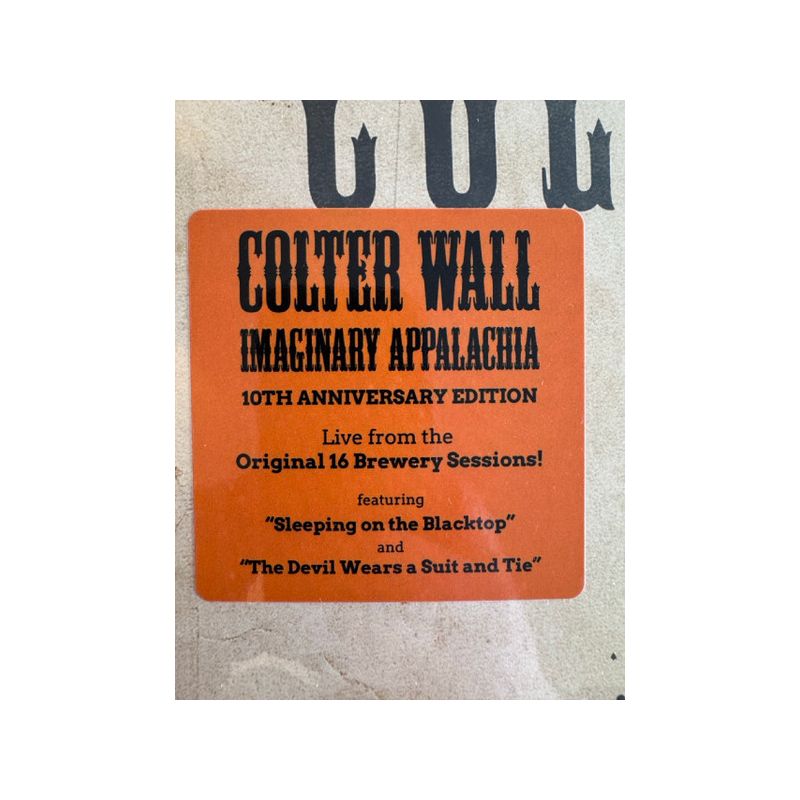 COL
COLTER WALL
IMAGINARY APPALACHIA
10TH ANNIVERSARY EDITION
Live from the
Original 16 Brewery Sessions!
featuring
"Sleeping on the Blacktop"
and
"The Devil Wears a Suit and Tie"